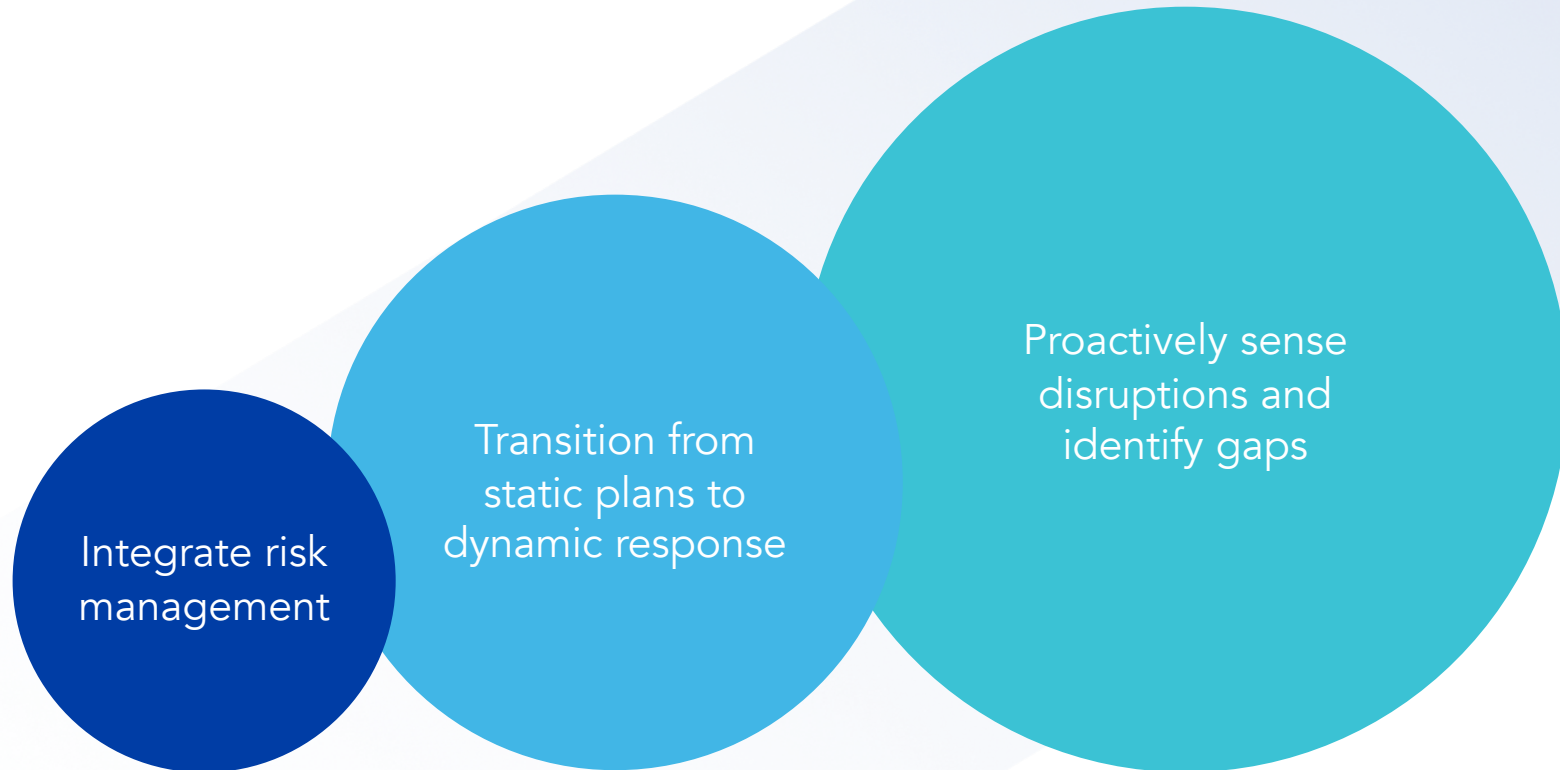 Integrate risk
management
Transition from
static plans to
dynamic response
Proactively sense
disruptions and
identify gaps